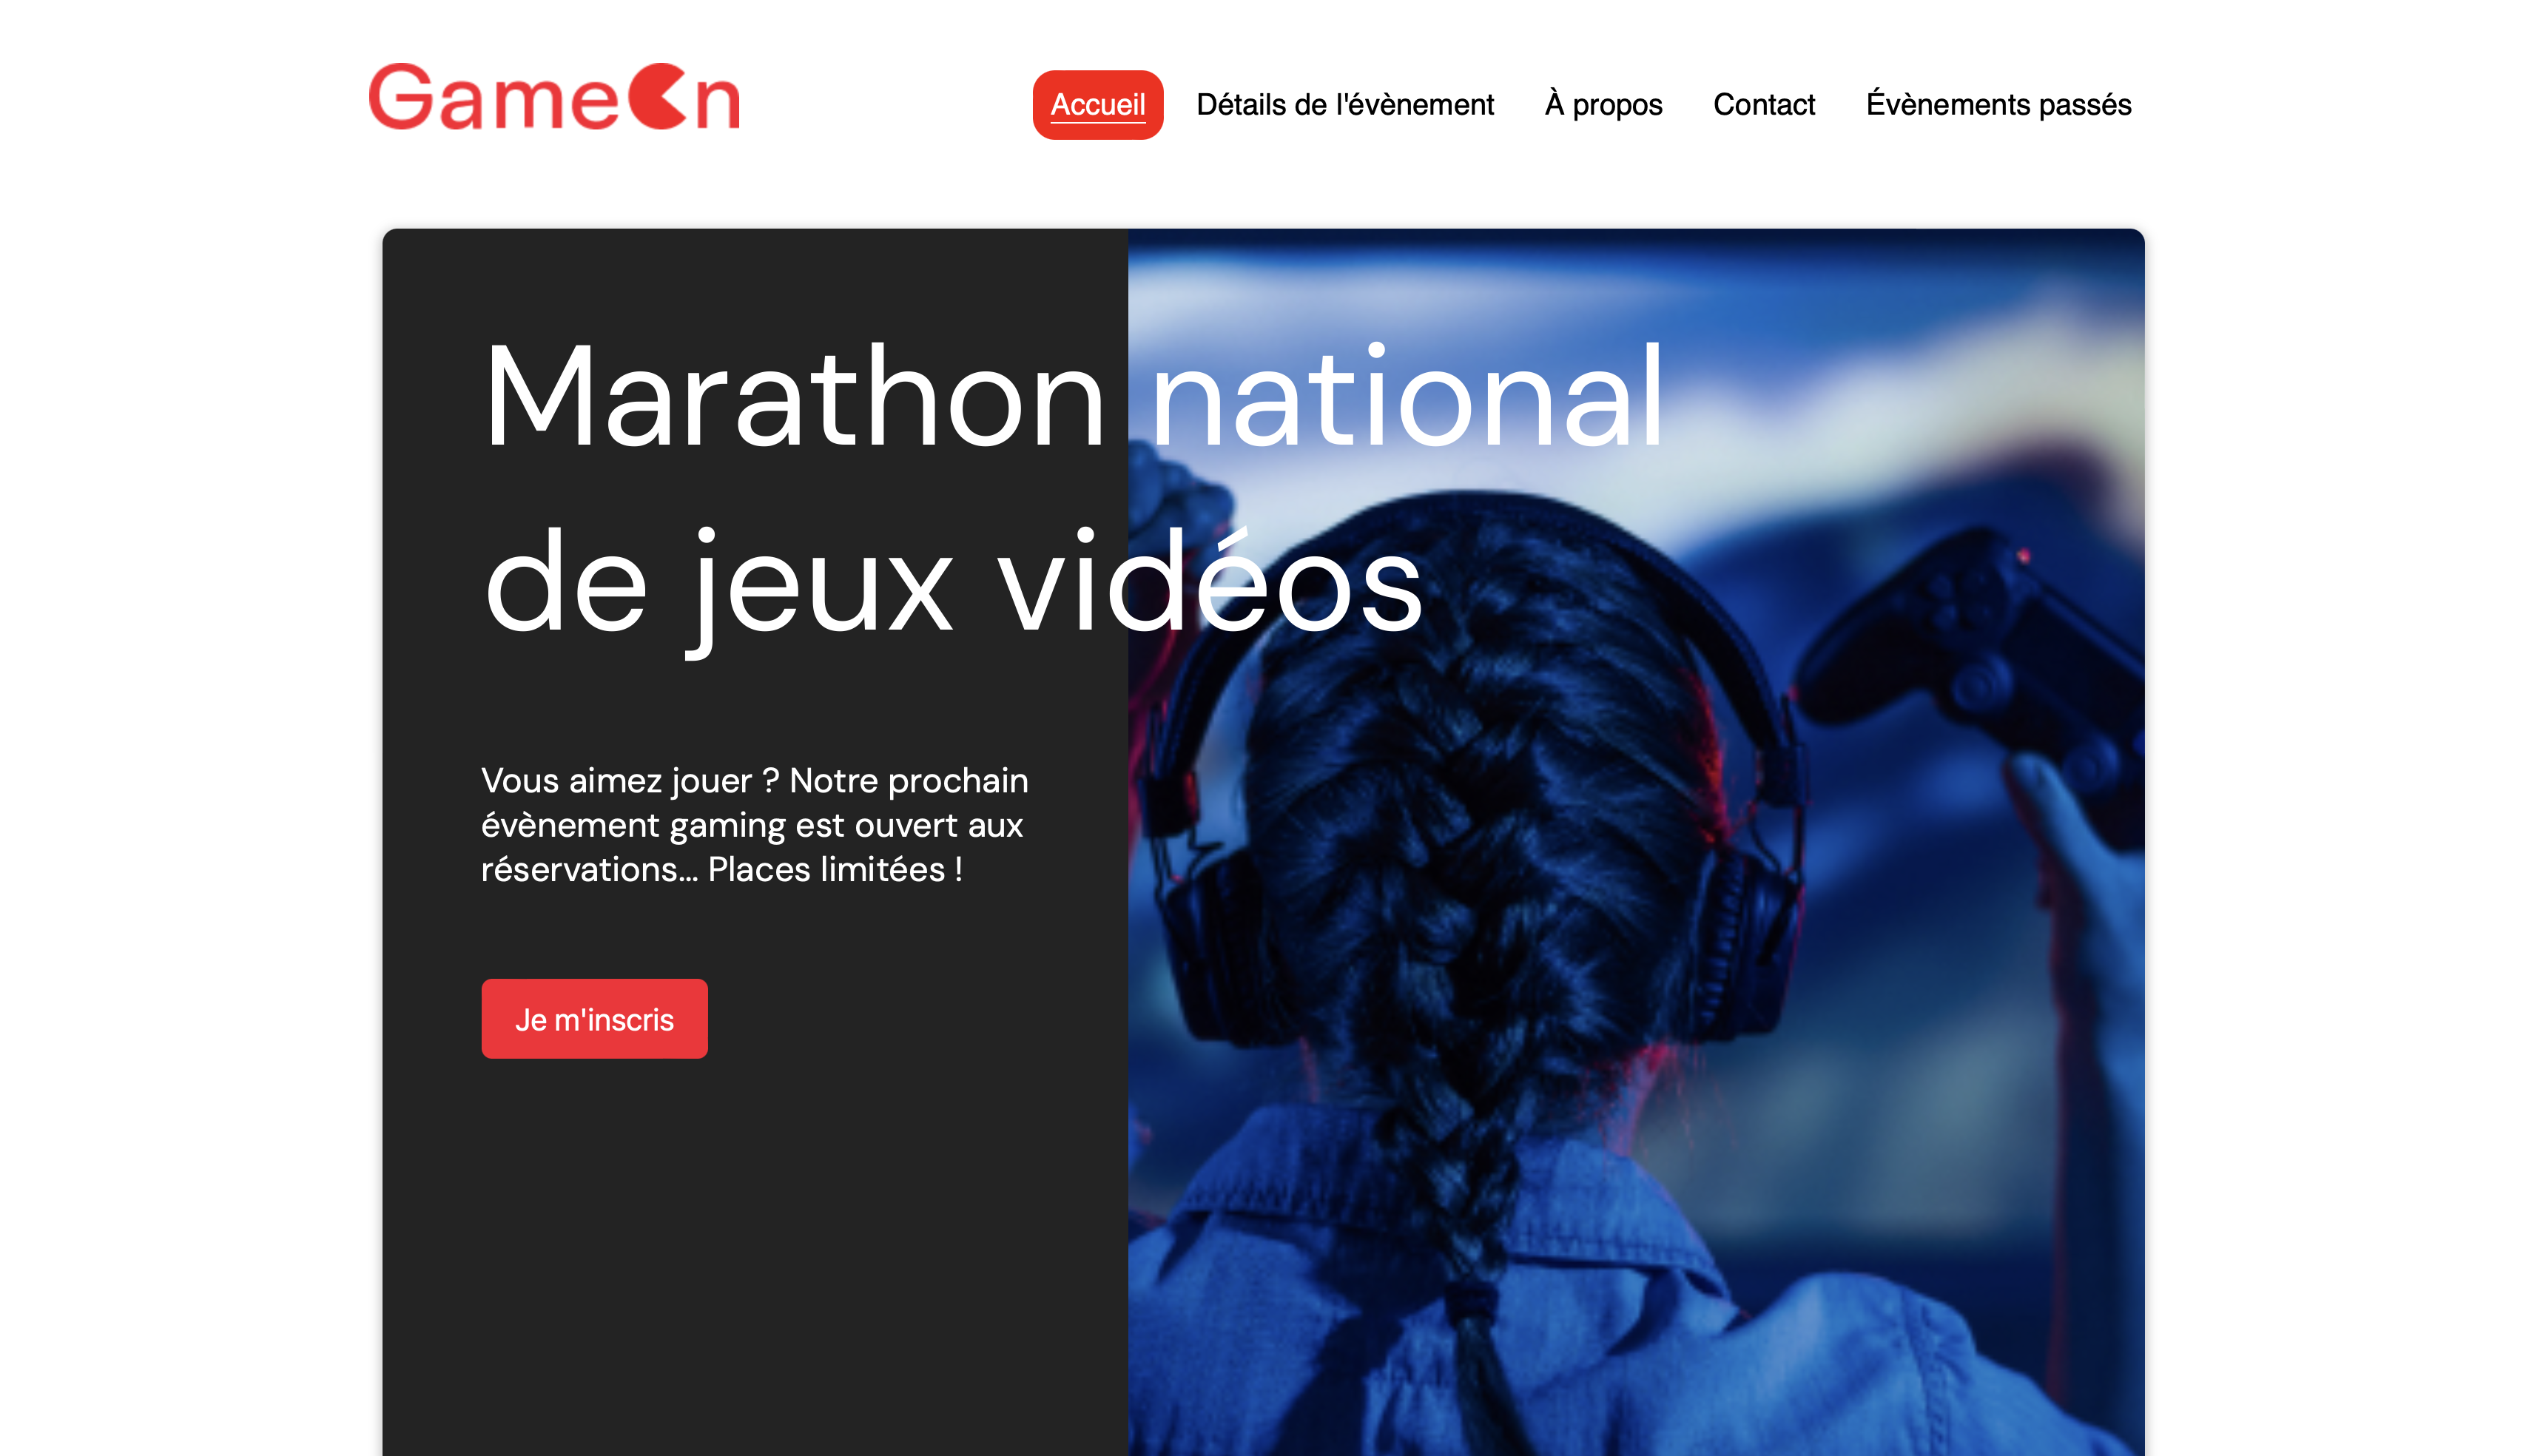 GameOn
Accueil Détails de l'évènement À propos Contact Évènements passés
Marathon national
de jeux vidéos
Vous aimez jouer ? Notre prochain
évènement gaming est ouvert aux
réservations... Places limitées !
Je m'inscris